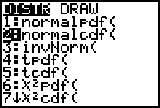 DISTR DRAW
1:normalpdf(
2:normalcdf(
3:invNorm(
4:tpdf(
5:tcdf(
6:χ²pdf(
7↓χ²cdf(